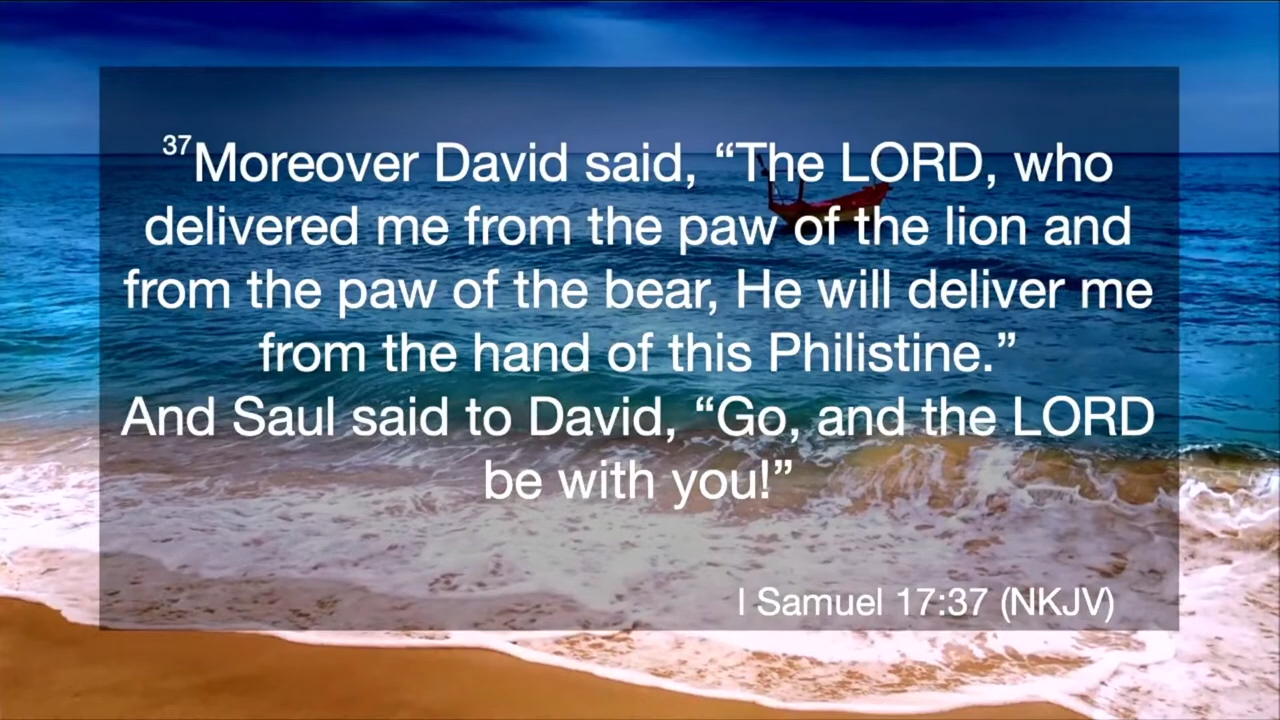 37Moreover David said, “The LORD, who
delivered me from the paw of the lion and
from the paw of the bear, He will deliver me
from the hand of this Philistine.”
And Saul said to David, “Go, and the LORD
be with you!”
I Samuel 17:37 (NKJV)